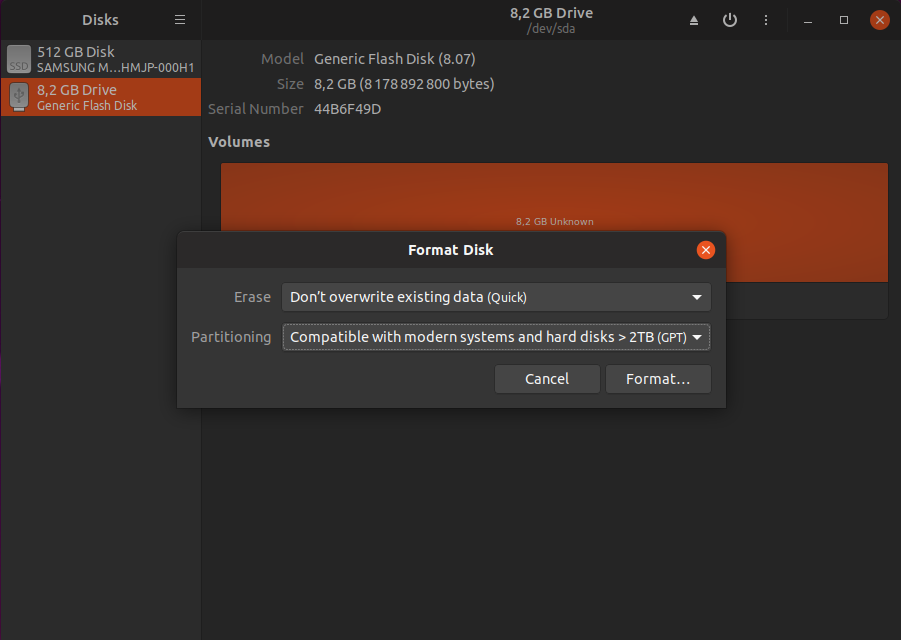 Disks
8,2 GB Drive
/dev/sda
512 GB Disk
SSD
SAMSUNG M…HMJP-000H1
8,2 GB Drive
Generic Flash Disk
Model Generic Flash Disk (8.07)
Size 8,2 GB (8 178 892 800 bytes)
Serial Number 44B6F49D
Volumes
8,2 GB Unknown
Format Disk
Erase Don’t overwrite existing data (Quick)
Partitioning Compatible with modern systems and hard disks > 2TB (GPT)
Cancel Format…